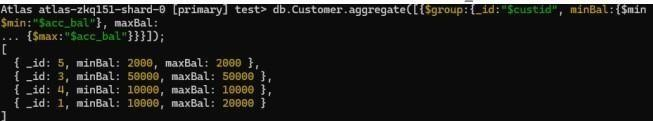 Atlas atlas-zkq151-shard-0 [primary] test> db.Customer.aggregate([{$group:{_id:"$custid", minBal:{$min
$min:"$acc_bal"}, maxBal:
... {$max:"$acc_bal"}}}]);
[
  { _id: 5, minBal: 2000, maxBal: 2000 },
  { _id: 3, minBal: 50000, maxBal: 50000 },
  { _id: 4, minBal: 10000, maxBal: 10000 },
  { _id: 1, minBal: 10000, maxBal: 20000 }
]